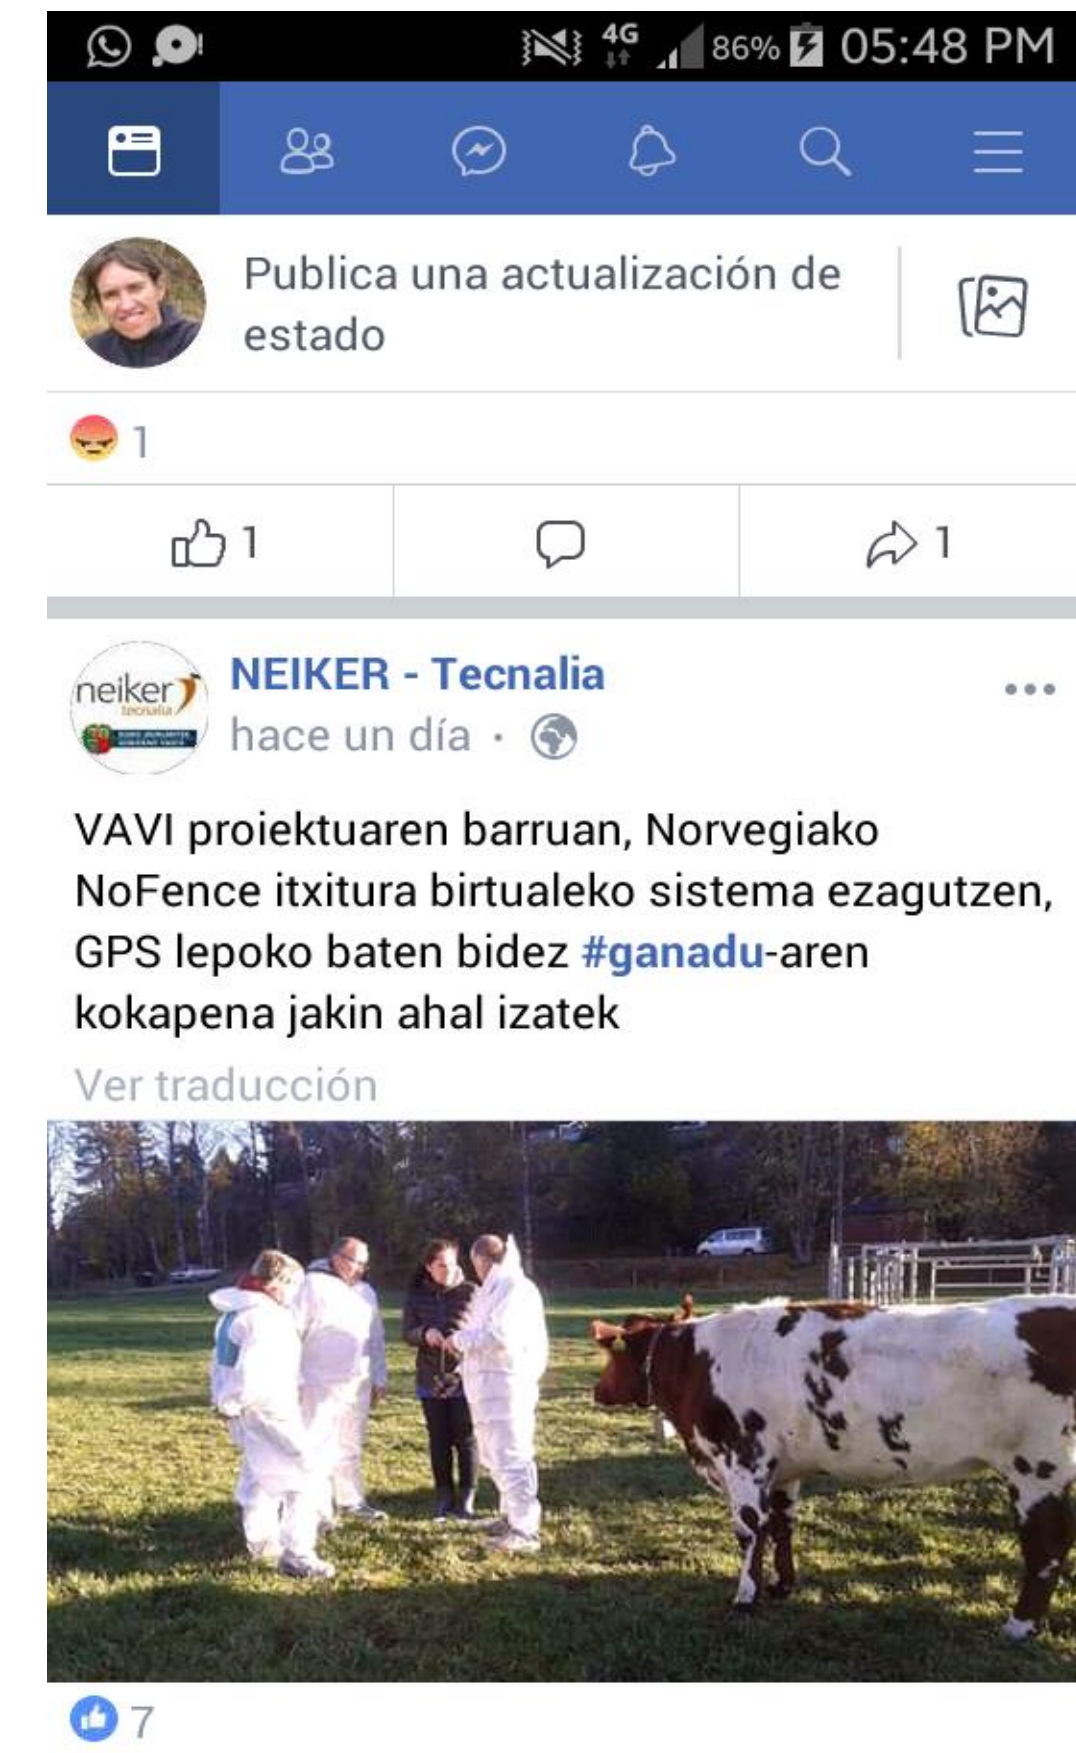 4G 86% 05:48 PM
Publica una actualización de
estado
1
1 1
neiker
tecnalia
NEIKER - Tecnalia
hace un día ·
VAVI proiektuaren barruan, Norvegiako
NoFence itxitura birtualeko sistema ezagutzen,
GPS lepoko baten bidez #ganadu-aren
kokapena jakin ahal izatek
Ver traducción
7